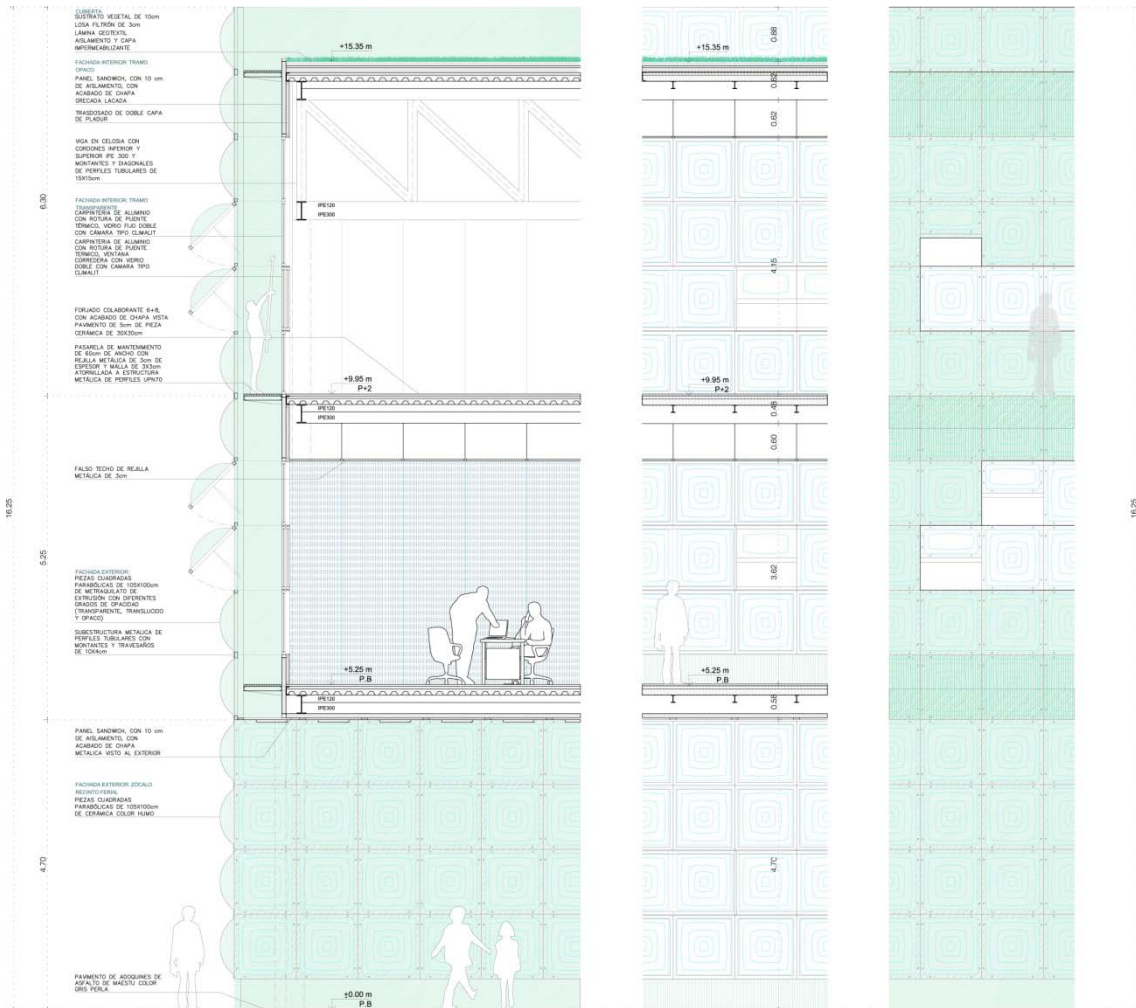 CUBIERTA
SUSTRATO VEGETAL DE 10cm
LOSA FILTRÓN DE 3cm
LÁMINA GEOTEXTIL
AISLAMIENTO Y CAPA
IMPERMEABILIZANTE
FACHADA INTERIOR: TRAMO
OPACO
PANEL SANDWICH, CON 10 cm
DE AISLAMIENTO, CON
ACABADO DE CHAPA
GRECADA LACADA
TRASDOSADO DE DOBLE CAPA
DE PLADUR
VIGA EN CELOSIA CON
CORDONES INFERIOR Y
SUPERIOR IPE 300 Y
MONTANTES Y DIAGONALES
DE PERFILES TUBULARES DE
15X15cm
FACHADA INTERIOR: TRAMO
TRANSPARENTE
CARPINTERIA DE ALUMINIO
CON ROTURA DE PUENTE
TÉRMICO, VIDRIO FIJO DOBLE
CON CÁMARA TIPO CLIMALIT
CARPINTERIA DE ALUMINIO
CON ROTURA DE PUENTE
TERMICO, VENTANA
CORREDERA CON VIDRIO
DOBLE CON CAMARA TIPO
CLIMALIT
FORJADO COLABORANTE 6+8,
CON ACABADO DE CHAPA VISTA
PAVIMENTO DE 5cm DE PIEZA
CERÁMICA DE 30X30cm
PASARELA DE MANTENIMIENTO
DE 60cm DE ANCHO CON
REJILLA METÁLICA DE 3cm DE
ESPESOR Y MALLA DE 3X3cm
ATORNILLADA A ESTRUCTURA
METÁLICA DE PERFILES UPN70
FALSO TECHO DE REJILLA
METÁLICA DE 3cm
FACHADA EXTERIOR:
PIEZAS CUADRADAS
PARABÓLICAS DE 105X100cm
DE METRAQUILATO DE
EXTRUSIÓN CON DIFERENTES
GRADOS DE OPACIDAD
(TRANSPARENTE, TRANSLUCIDO
Y OPACO)
SUBESTRUCTURA METALICA DE
PERFILES TUBULARES CON
MONTANTES Y TRAVESAÑOS
DE 10X4cm
PANEL SANDWICH, CON 10 cm
DE AISLAMIENTO, CON
ACABADO DE CHAPA
METALICA VISTO AL EXTERIOR
FACHADA EXTERIOR: ZÓCALO
RECINTO FERIAL
PIEZAS CUADRADAS
PARABÓLICAS DE 105X100cm
DE CERÁMICA COLOR HUMO
PAVIMENTO DE ADOQUINES DE
ASFALTO DE MAESTU COLOR
GRIS PERLA
16.25
6.30
5.25
4.70
+15.35 m
IPE120
IPE300
+9.95 m
P+2
IPE120
IPE300
+5.25 m
P.B
IPE120
IPE300
±0.00 m
P.B
+15.35 m
0.88
0.62
0.62
4.15
+9.95 m
P+2
0.48
0.60
3.62
+5.25 m
P.B
0.58
4.70
16.25